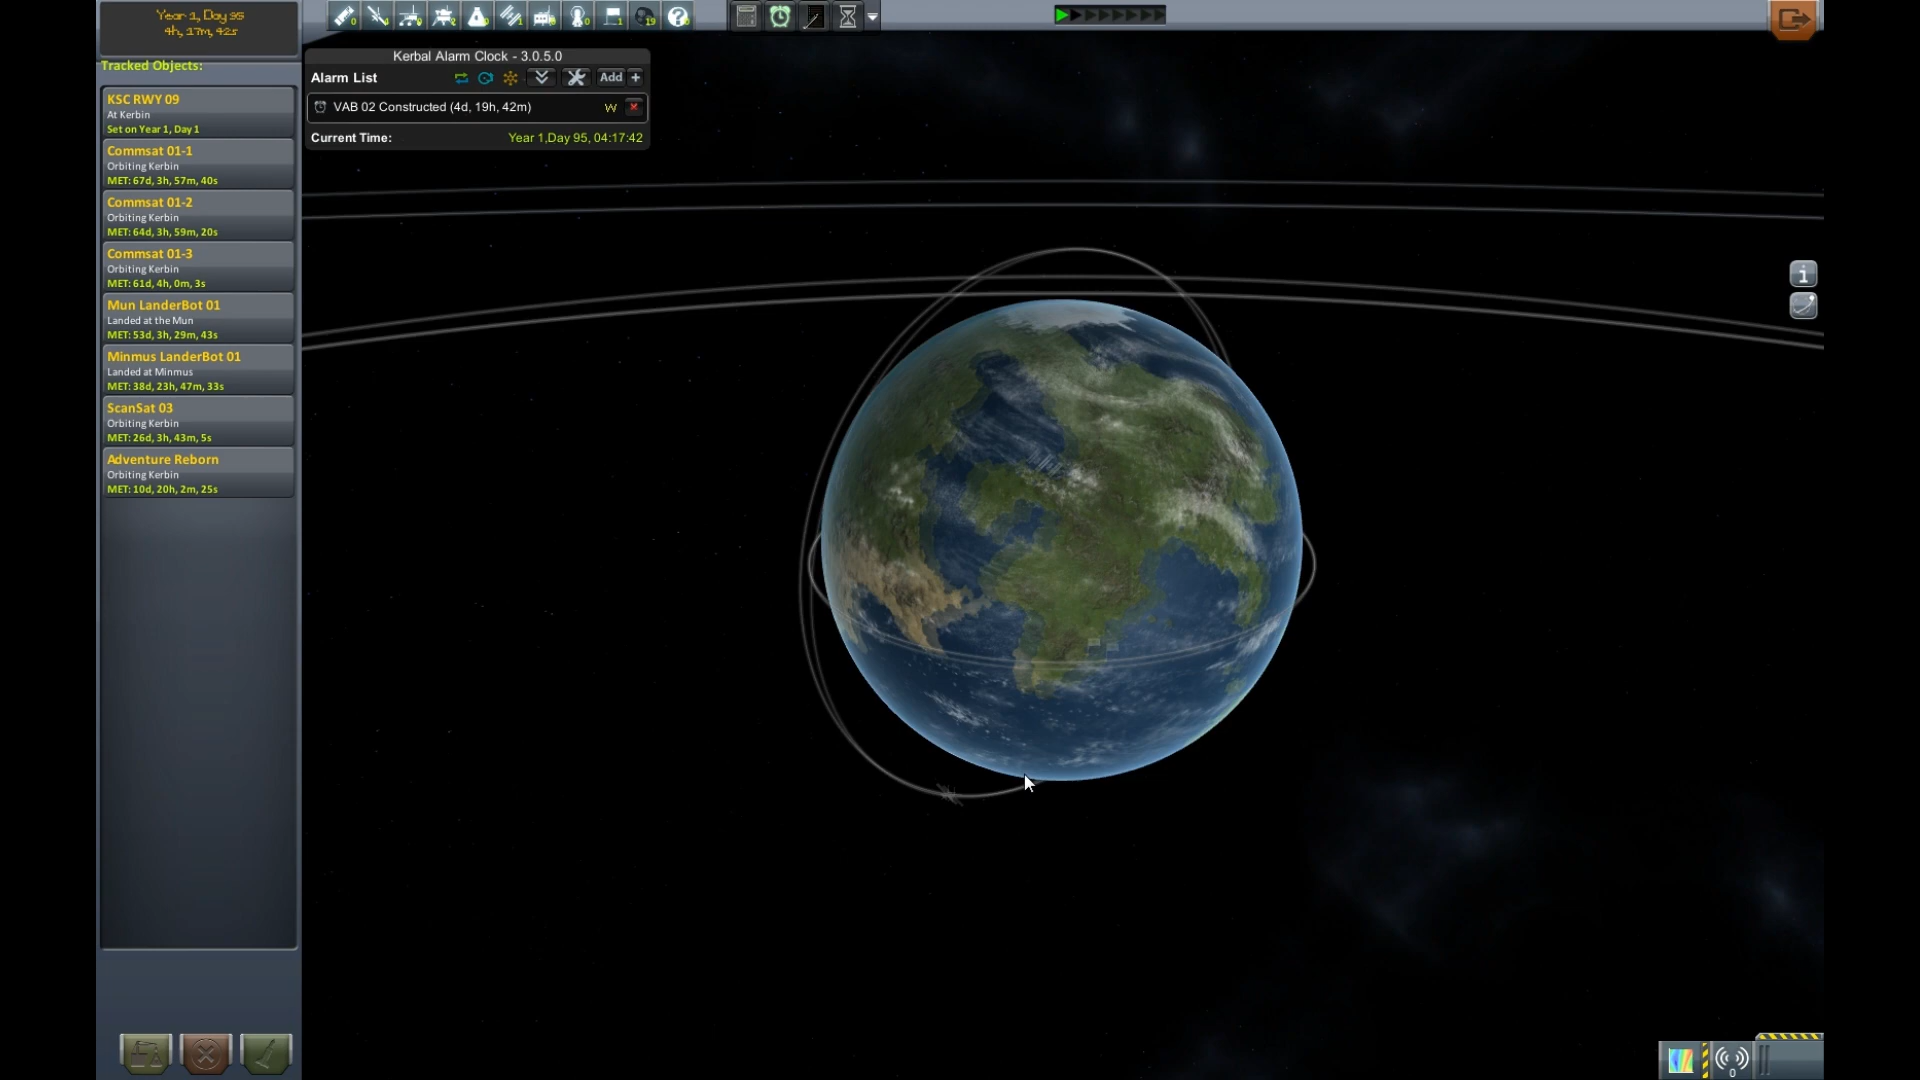 Year 1, Day 95
4h, 17m, 42s
Tracked Objects:
KSC RWY 09
At Kerbin
Set on Year 1, Day 1
Commsat 01-1
Orbiting Kerbin
MET: 67d, 3h, 57m, 40s
Commsat 01-2
Orbiting Kerbin
MET: 64d, 3h, 59m, 20s
Commsat 01-3
Orbiting Kerbin
MET: 61d, 4h, 0m, 3s
Mun LanderBot 01
Landed at the Mun
MET: 53d, 3h, 29m, 43s
Minmus LanderBot 01
Landed at Minmus
MET: 38d, 23h, 47m, 33s
ScanSat 03
Orbiting Kerbin
MET: 26d, 3h, 43m, 5s
Adventure Reborn
Orbiting Kerbin
MET: 10d, 20h, 2m, 25s
Kerbal Alarm Clock - 3.0.5.0
Alarm List
Add +
VAB 02 Constructed (4d, 19h, 42m)
Current Time: Year 1,Day 95, 04:17:42
0